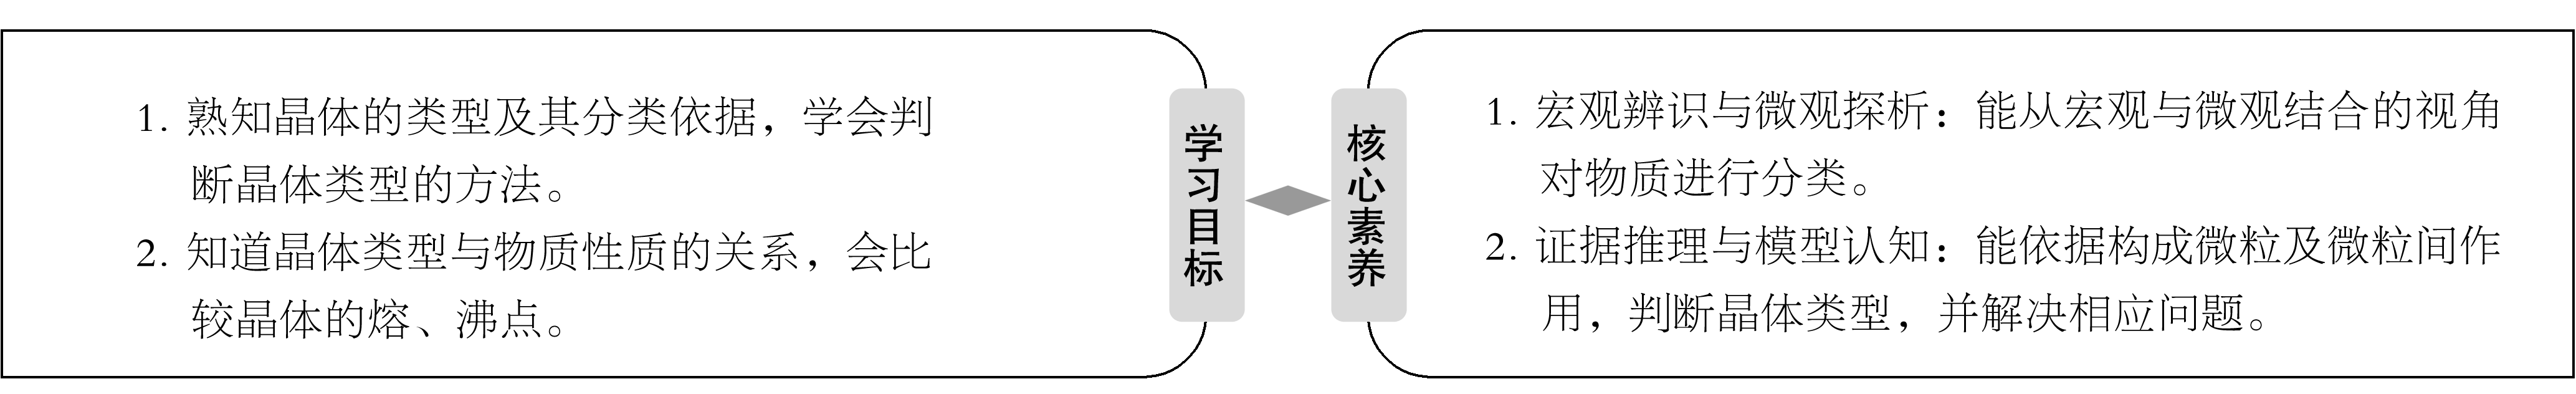 1. 熟知晶体的类型及其分类依据，学会判
断晶体类型的方法。
2. 知道晶体类型与物质性质的关系，会比
较晶体的熔、沸点。
学习目标
核心素养
1. 宏观辨识与微观探析：能从宏观与微观结合的视角
对物质进行分类。
2. 证据推理与模型认知：能依据构成微粒及微粒间作
用，判断晶体类型，并解决相应问题。